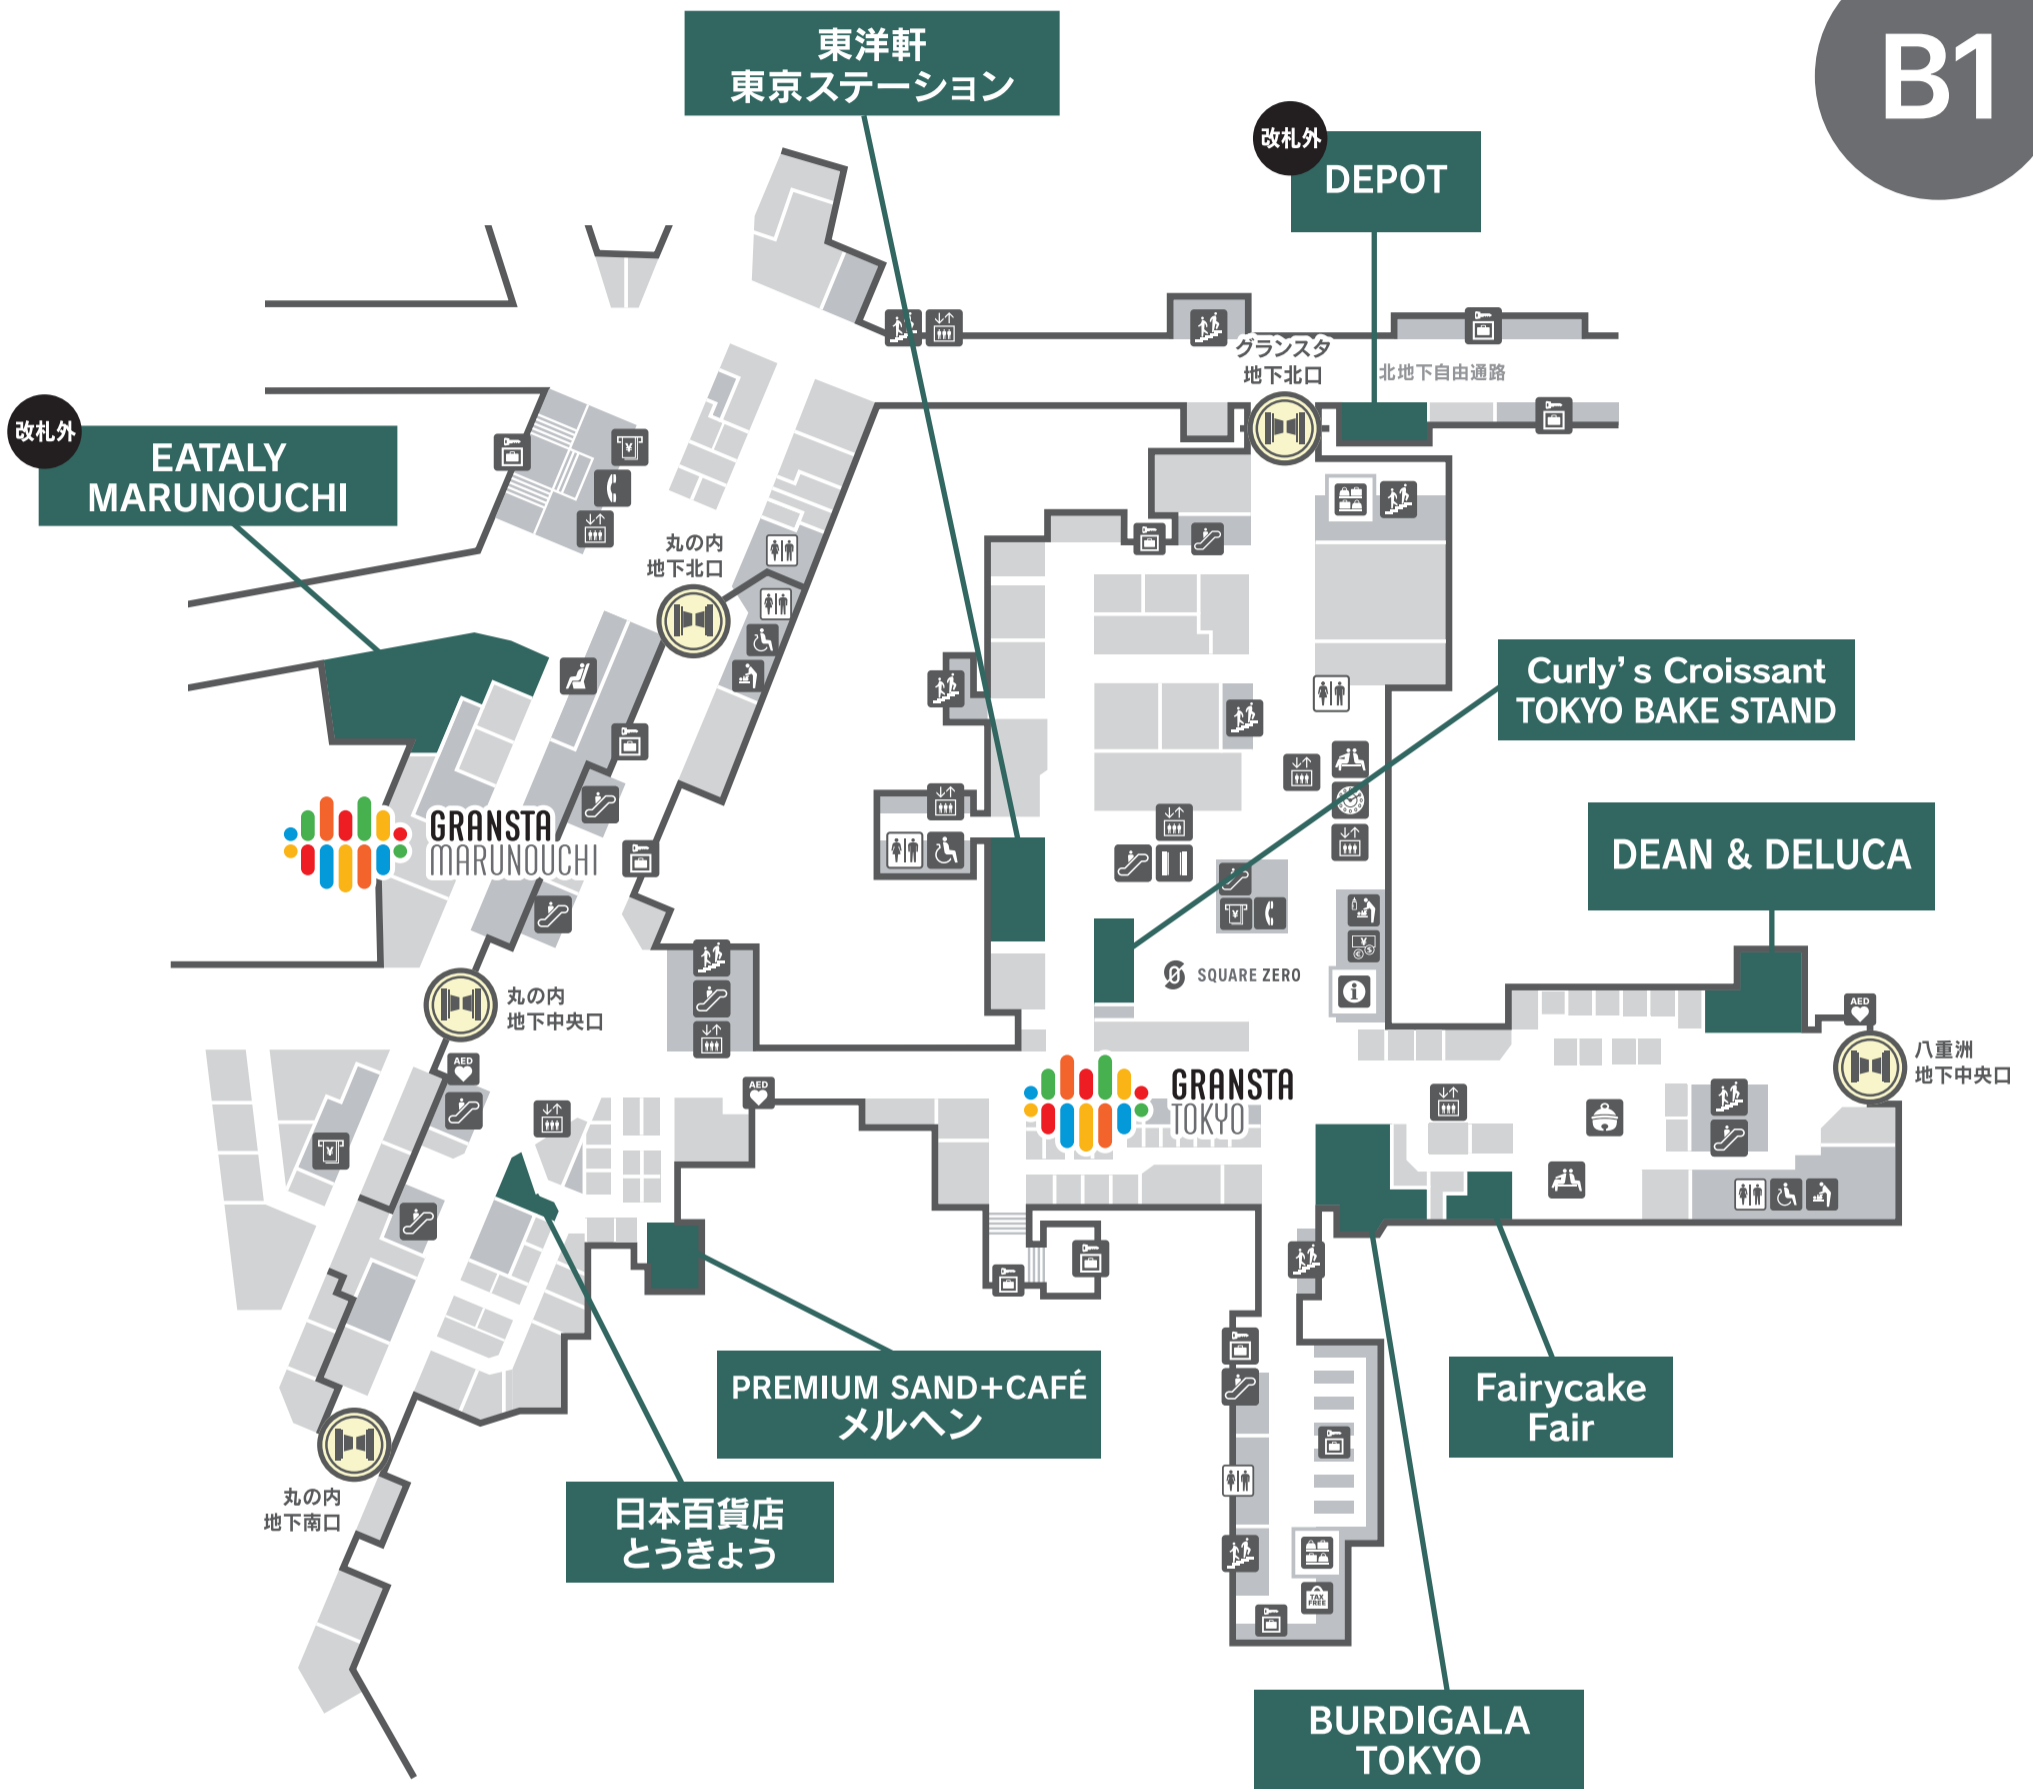 B1
東洋軒
東京ステーション
改札外
DEPOT
グランスタ
地下北口
北地下自由通路
改札外
EATALY
MARUNOUCHI
丸の内
地下北口
Curly’s Croissant
TOKYO BAKE STAND
GRANSTA
MARUNOUCHI
DEAN & DELUCA
SQUARE ZERO
丸の内
地下中央口
AED
八重洲
地下中央口
AED
AED
GRANSTA
TOKYO
PREMIUM SAND+CAFÉ
メルヘン
Fairycake
Fair
丸の内
地下南口
日本百貨店
とうきょう
TAX
FREE
BURDIGALA
TOKYO